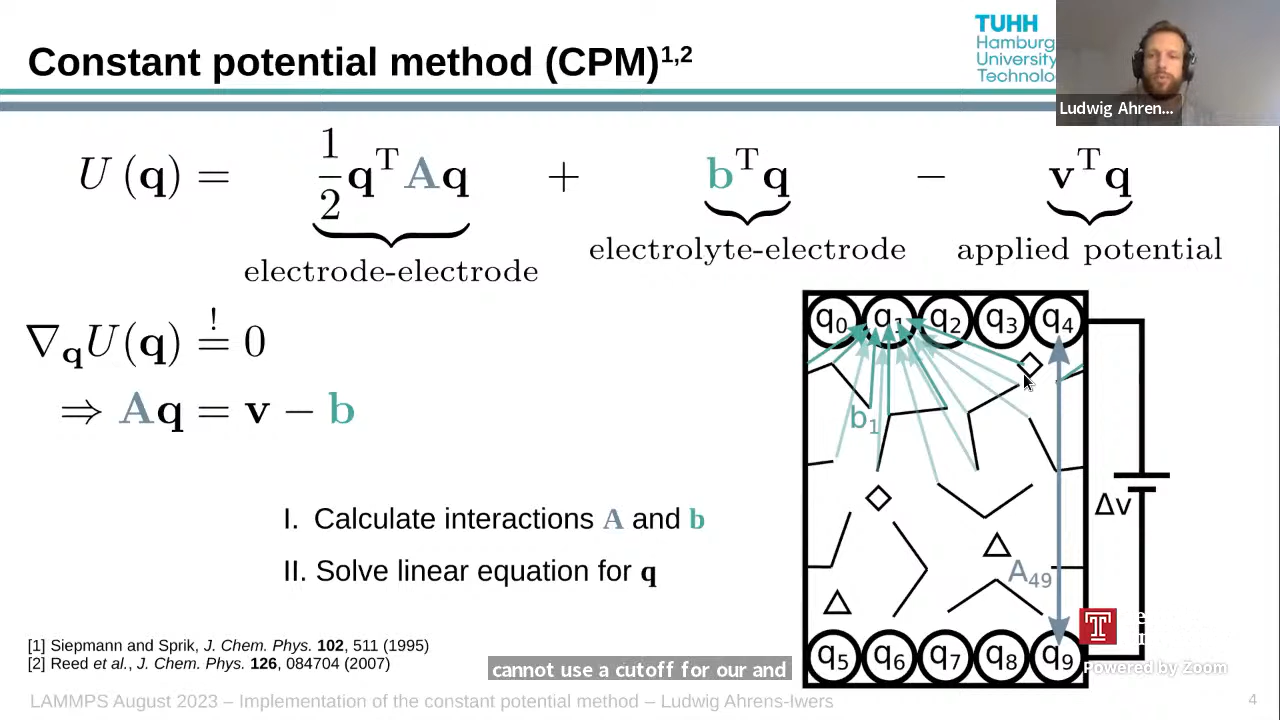 Constant potential method (CPM)1,2
TUHH
Hamburg
University
Technolo
Ludwig Ahren...
U (q) = 1/2 qᵀAq + bᵀq − vᵀq
electrode-electrode
electrolyte-electrode
applied potential
∇qU(q) =! 0
⇒ Aq = v − b
I. Calculate interactions A and b
II. Solve linear equation for q
q0 q1 q2 q3 q4
b1
Δv
A49
q5 q6 q7 q8 q9
[1] Siepmann and Sprik, J. Chem. Phys. 102, 511 (1995)
[2] Reed et al., J. Chem. Phys. 126, 084704 (2007)
cannot use a cutoff for our and
Powered by Zoom
LAMMPS August 2023 – Implementation of the constant potential method – Ludwig Ahrens-Iwers
4